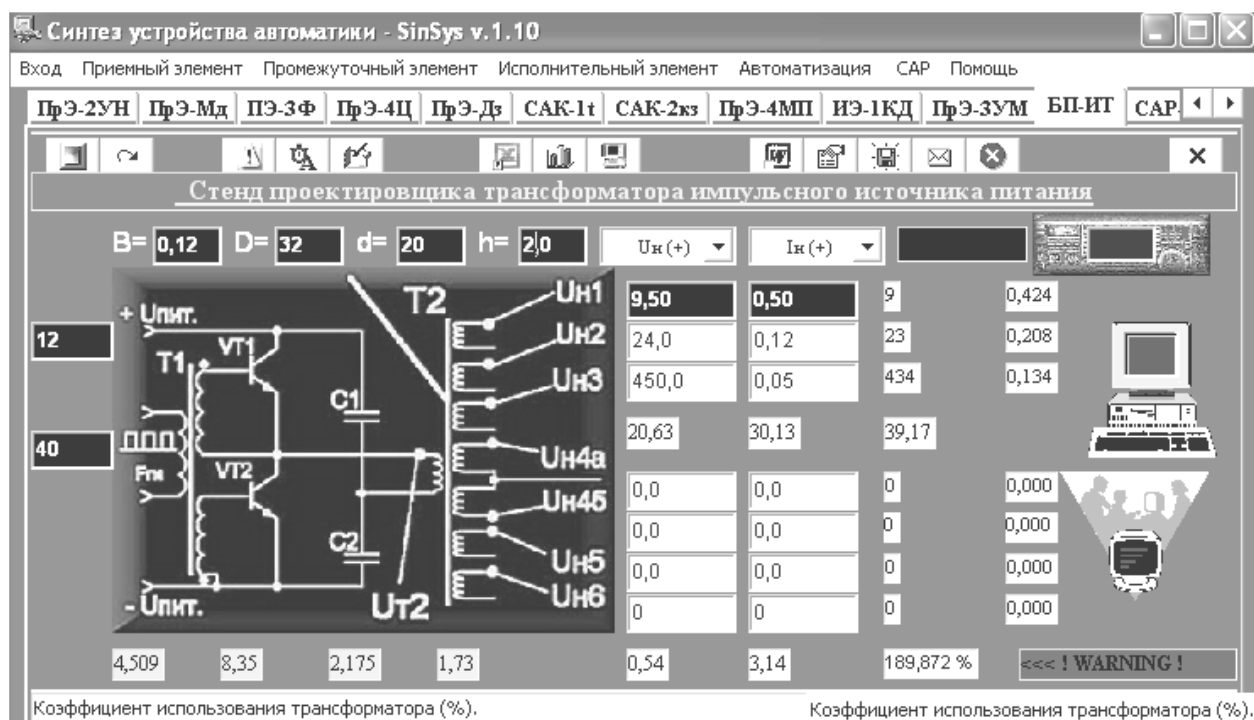 Синтез устройства автоматики - SinSys v.1.10
Вход Приемный элемент Промежуточный элемент Исполнительный элемент Автоматизация САР Помощь
ПрЭ-2УН ПрЭ-Мд ПЭ-3Ф ПрЭ-4Ц ПрЭ-Дз САК-1t САК-2кз ПрЭ-4МП ИЭ-1КД ПрЭ-3УМ БП-ИТ САР-
Стенд проектировщика трансформатора импульсного источника питания
B= 0,12 D= 32 d= 20 h= 2,0 Uн (+) Iн (+)
T2 Uн1 9,50 0,50 9 0,424
+ Uпит.
12 T1 VT1 Uн2 24,0 0,12 23 0,208
Uн3 450,0 0,05 434 0,134
C1
20,63 30,13 39,17
40 Fпн VT2 Uн4а
Uн4б 0,0 0,0 0 0,000
0,0 0,0 0 0,000
C2 Uн5 0,0 0,0 0 0,000
- Uпит. Uт2 Uн6 0 0 0 0,000
4,509 8,35 2,175 1,73 0,54 3,14 189,872 % <<< ! WARNING !
Коэффициент использования трансформатора (%). Коэффициент использования трансформатора (%).